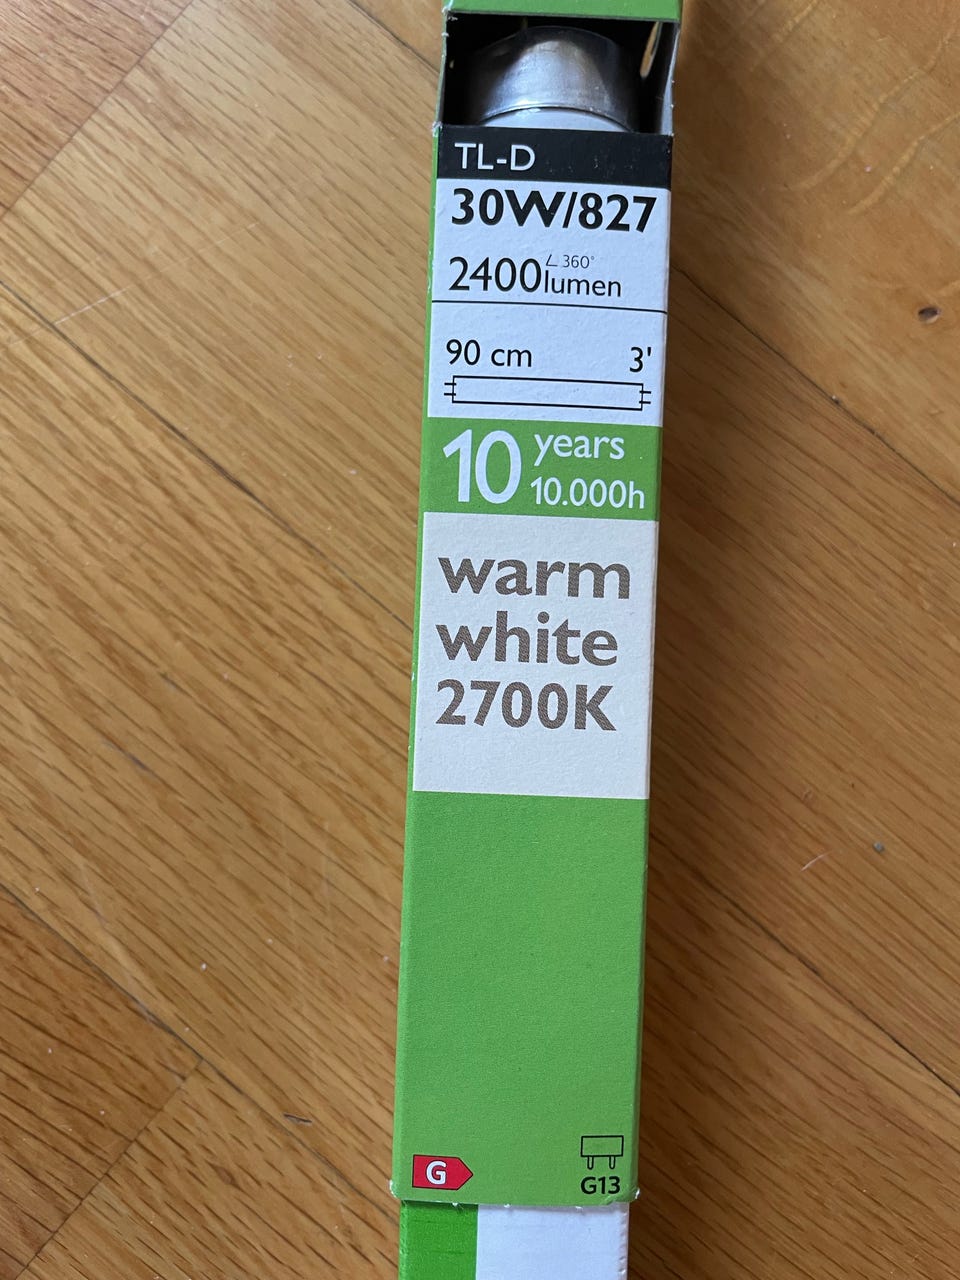 TL-D
30W/827
2400 ∠360° lumen
90 cm 3'
10 years
10.000h
warm
white
2700K
G
G13